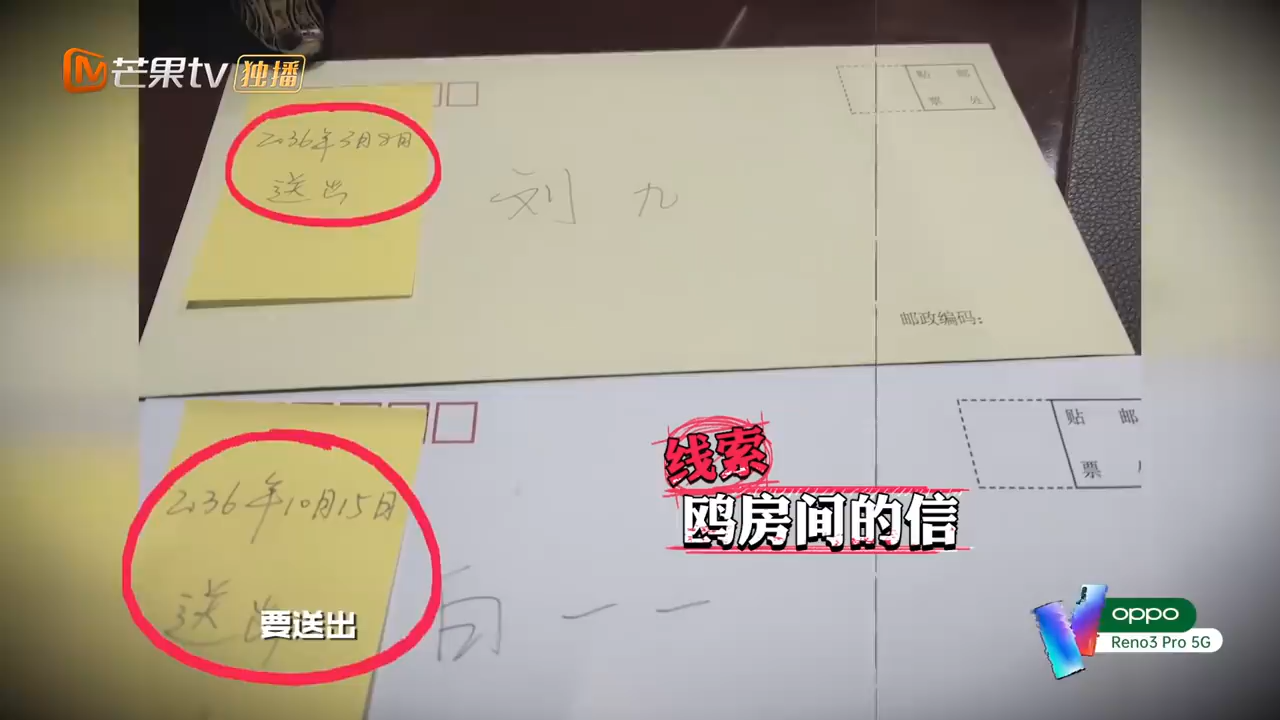 芒果tv 独播
贴 邮
票 处
2036年3月8日
送出
刘 九
邮政编码:
贴 邮
票
2036年10月15日
送出
向一一
线索
鸥房间的信
要送出
oppo
Reno3 Pro 5G